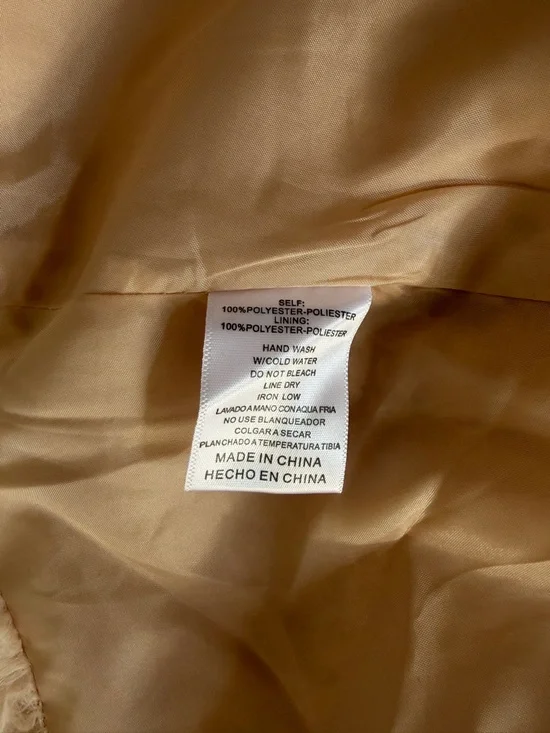 SELF:
100%POLYESTER-POLIESTER
LINING:
100%POLYESTER-POLIESTER
HAND WASH
W/COLD WATER
DO NOT BLEACH
LINE DRY
IRON LOW
LAVADO A MANO CON AQUA FRIA
NO USE BLANQUEADOR
COLGAR A SECAR
PLANCHADO A TEMPERATURA TIBIA
MADE IN CHINA
HECHO EN CHINA